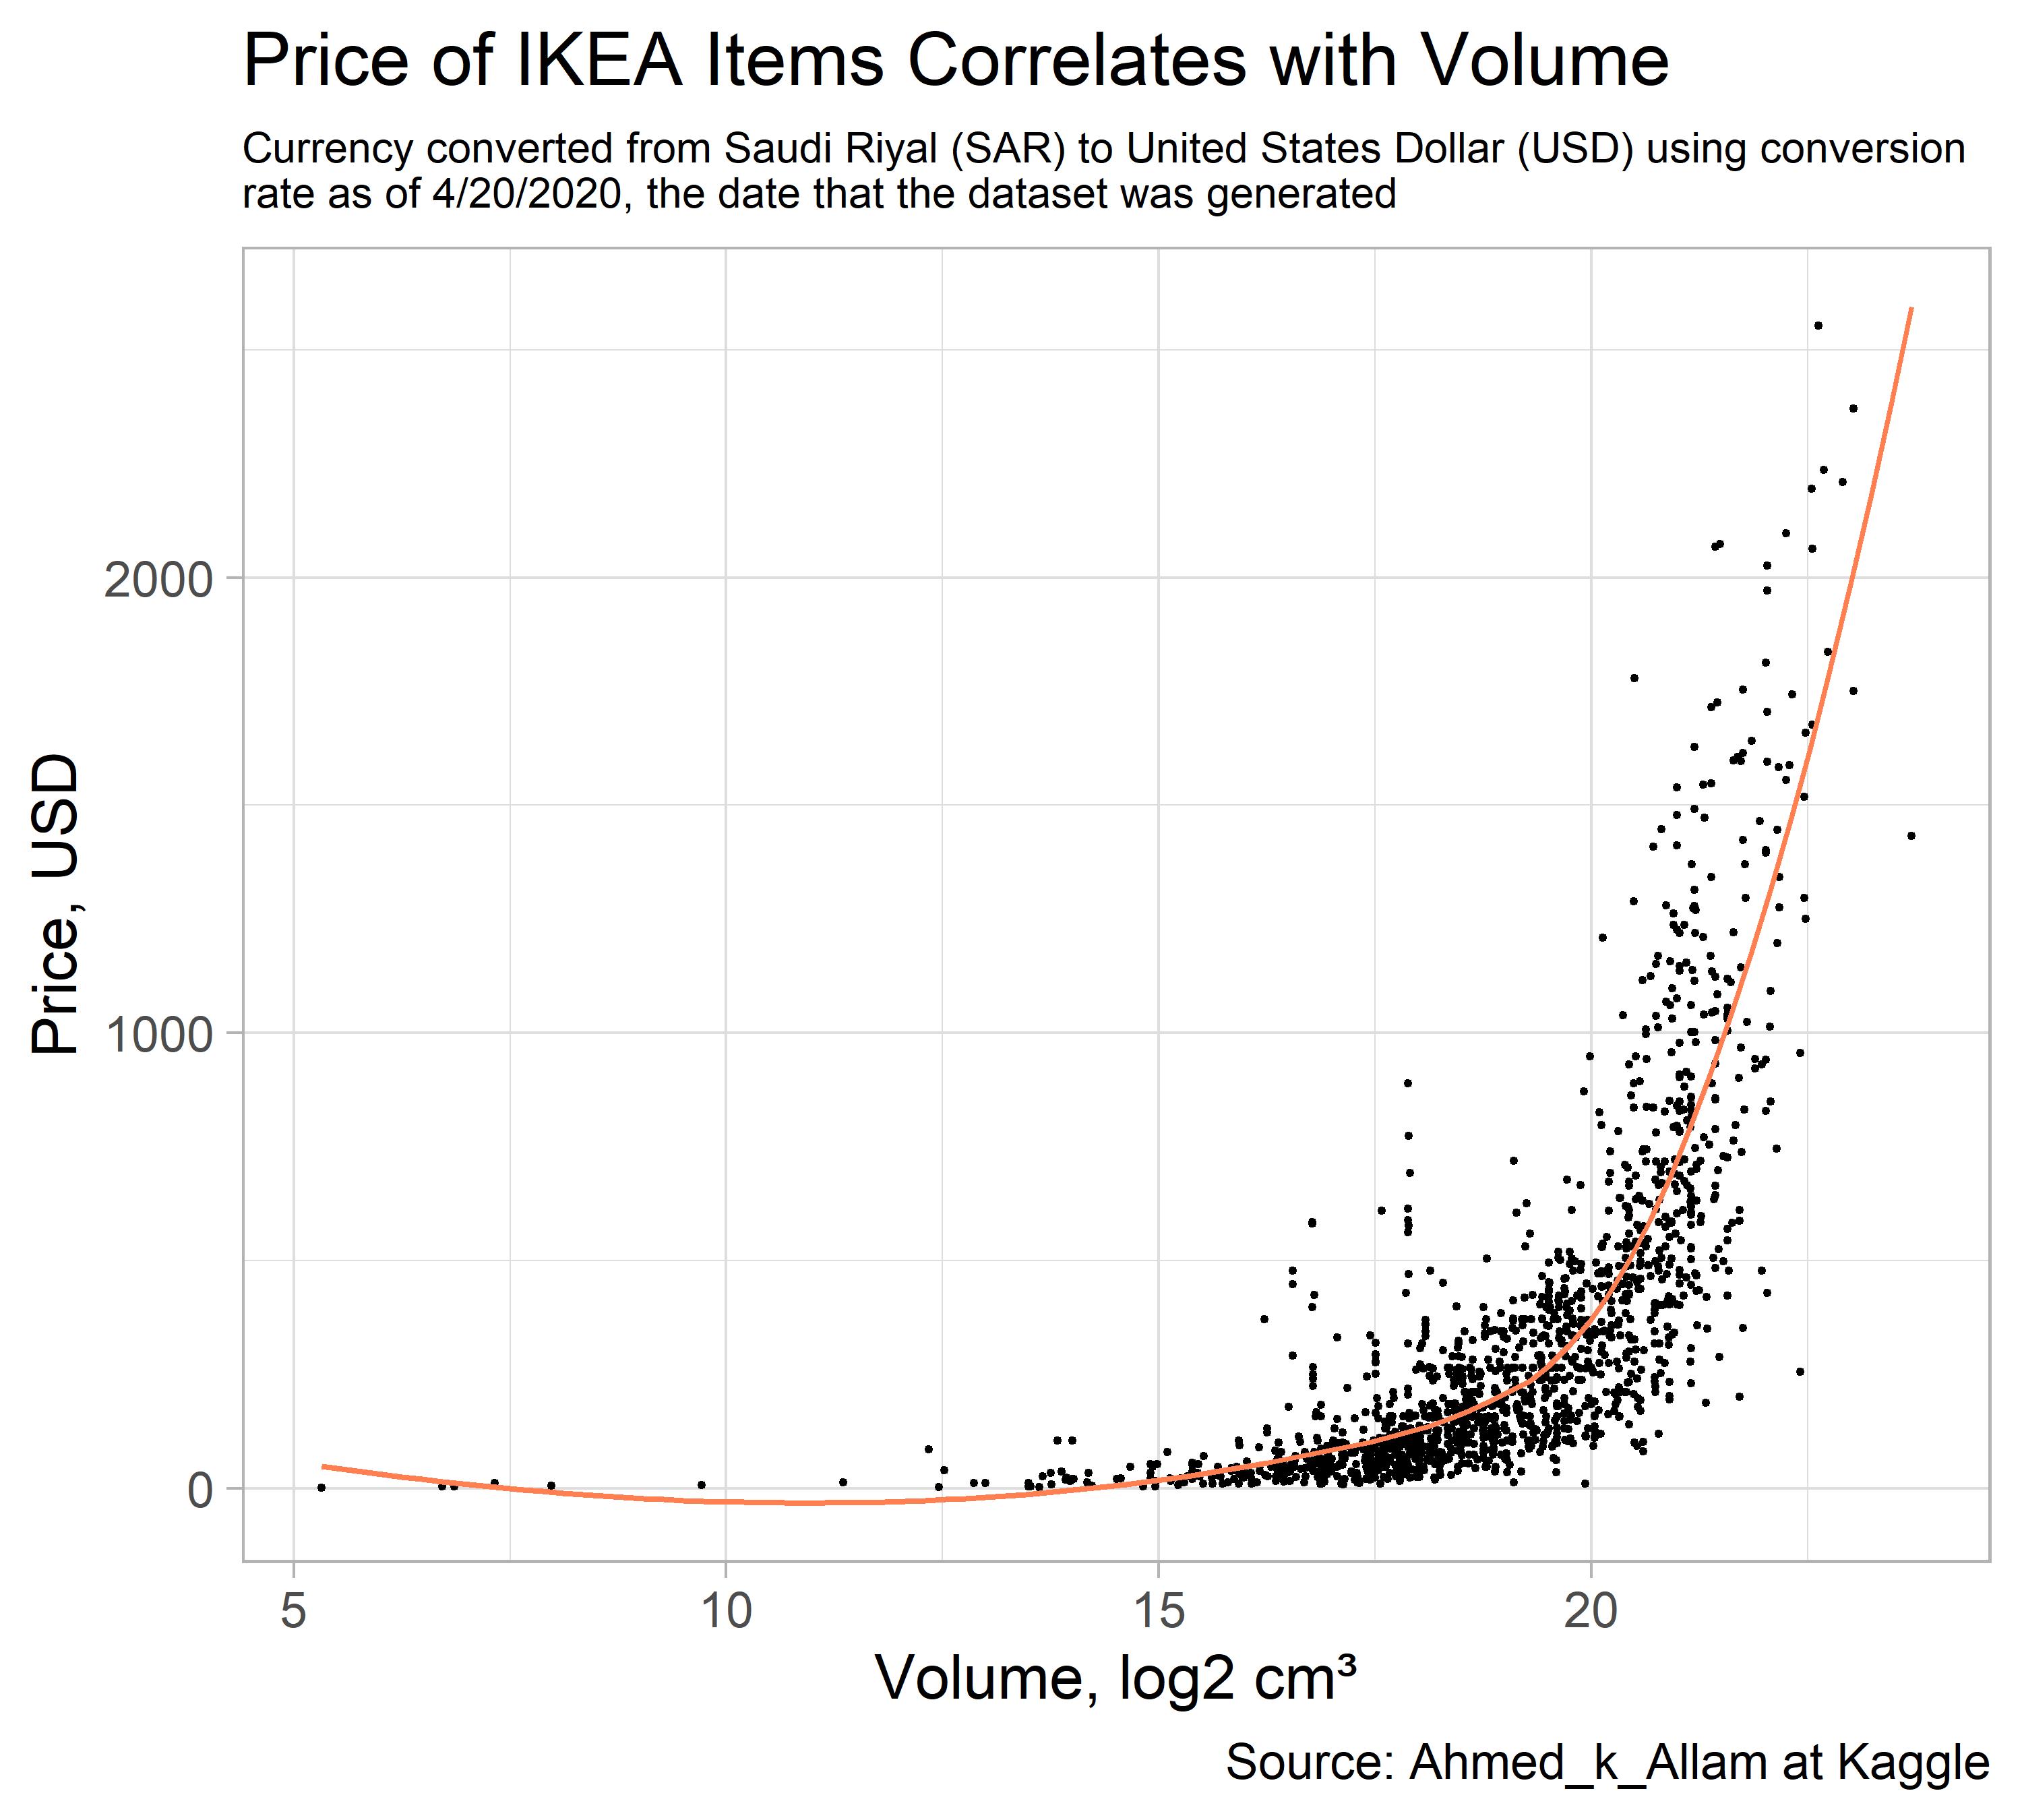 Price of IKEA Items Correlates with Volume
Currency converted from Saudi Riyal (SAR) to United States Dollar (USD) using conversion
rate as of 4/20/2020, the date that the dataset was generated
Price, USD
2000
1000
0
5 10 15 20
Volume, log2 cm³
Source: Ahmed_k_Allam at Kaggle